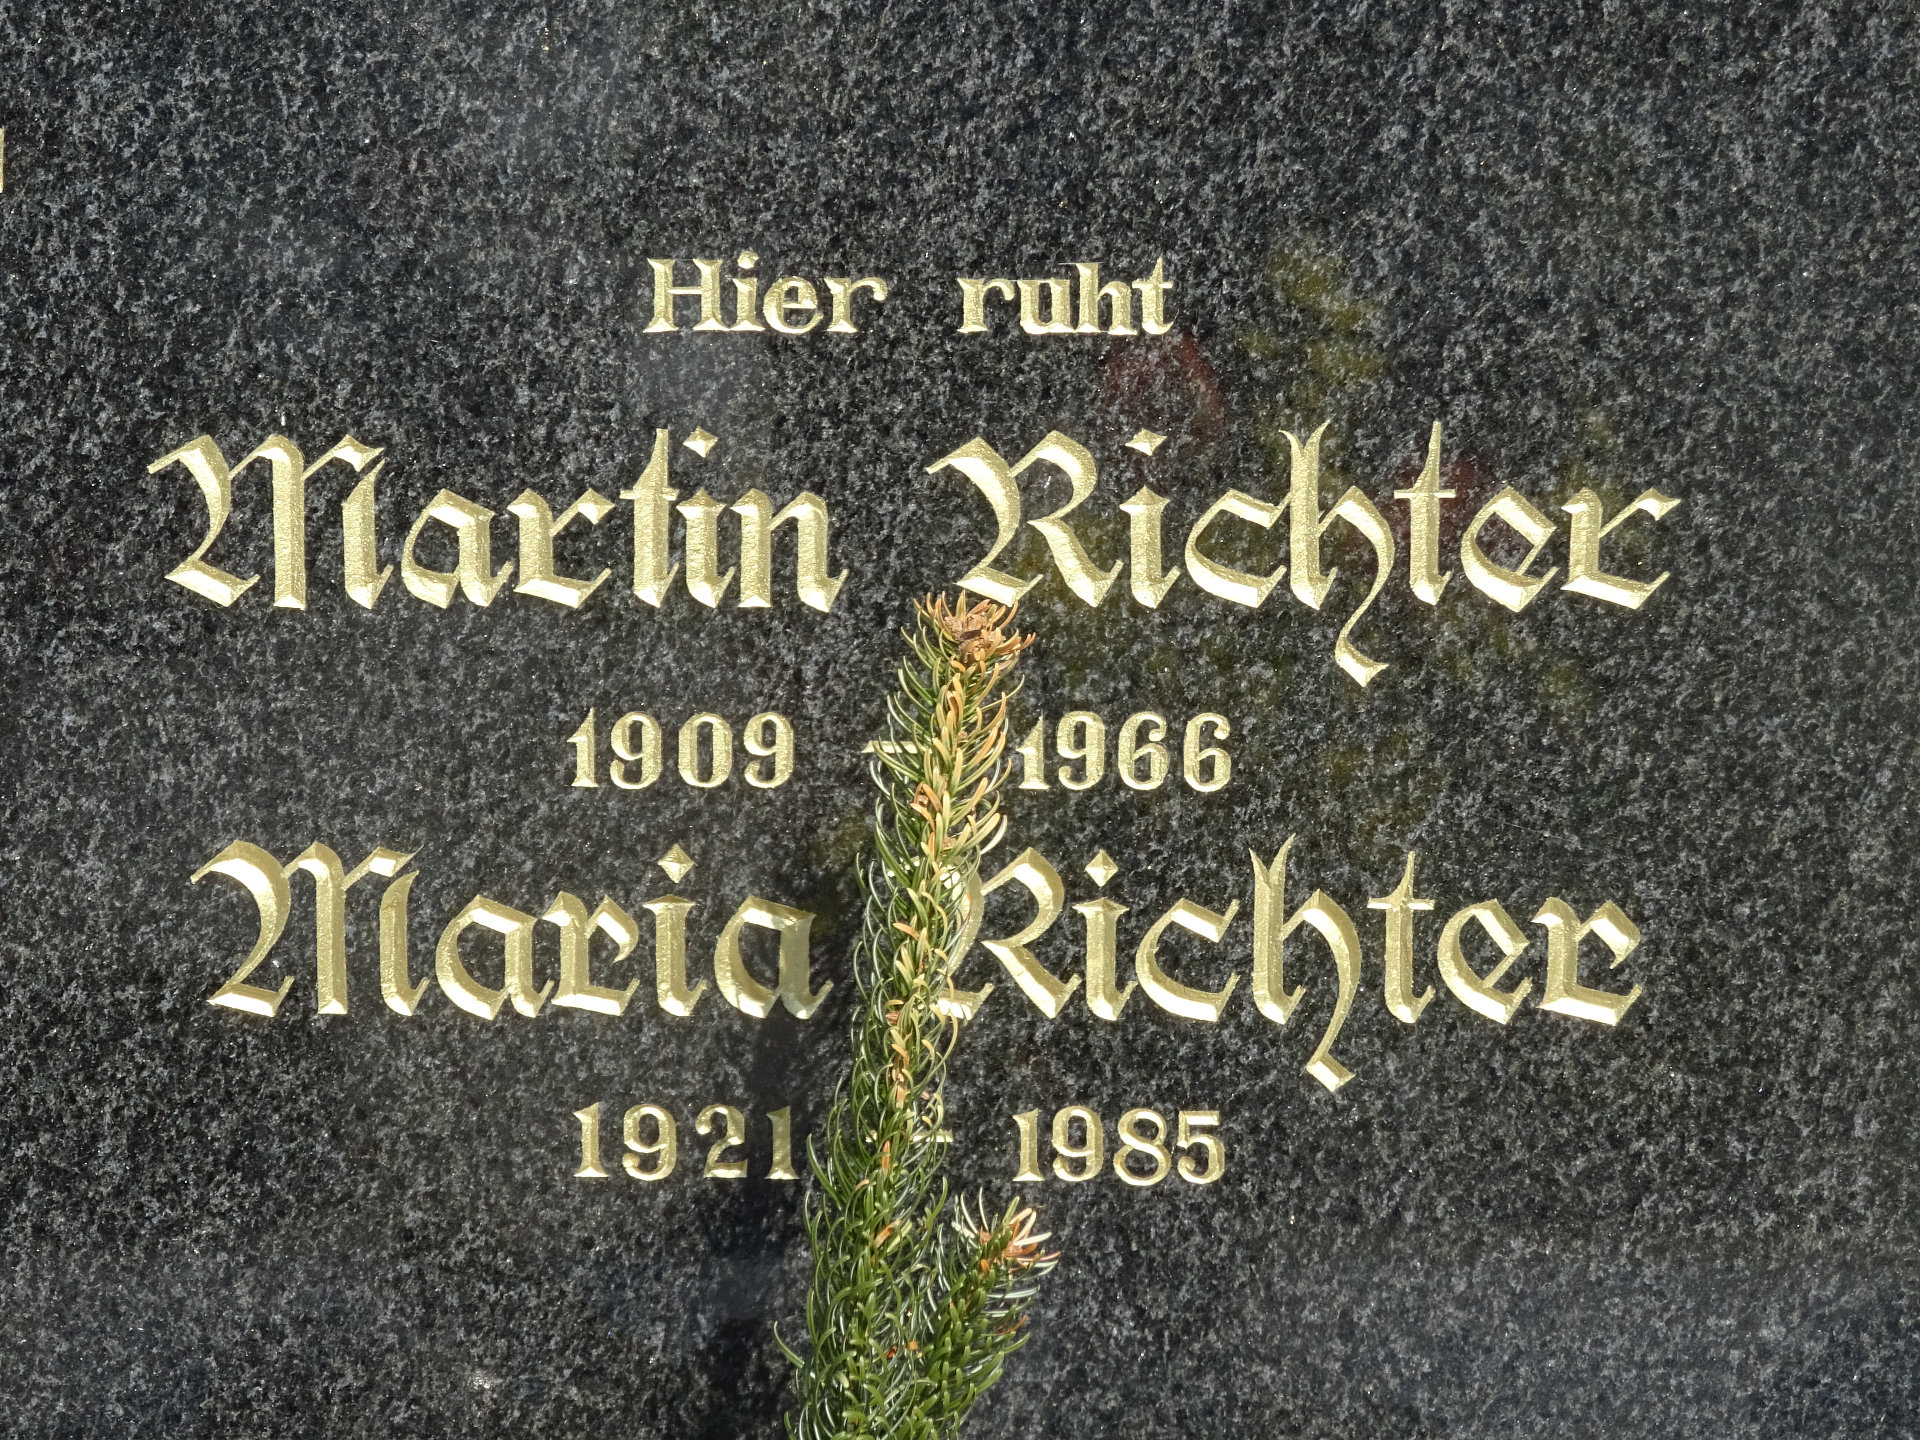 Hier ruht
Martin Richter
1909 - 1966
Maria Richter
1921 - 1985